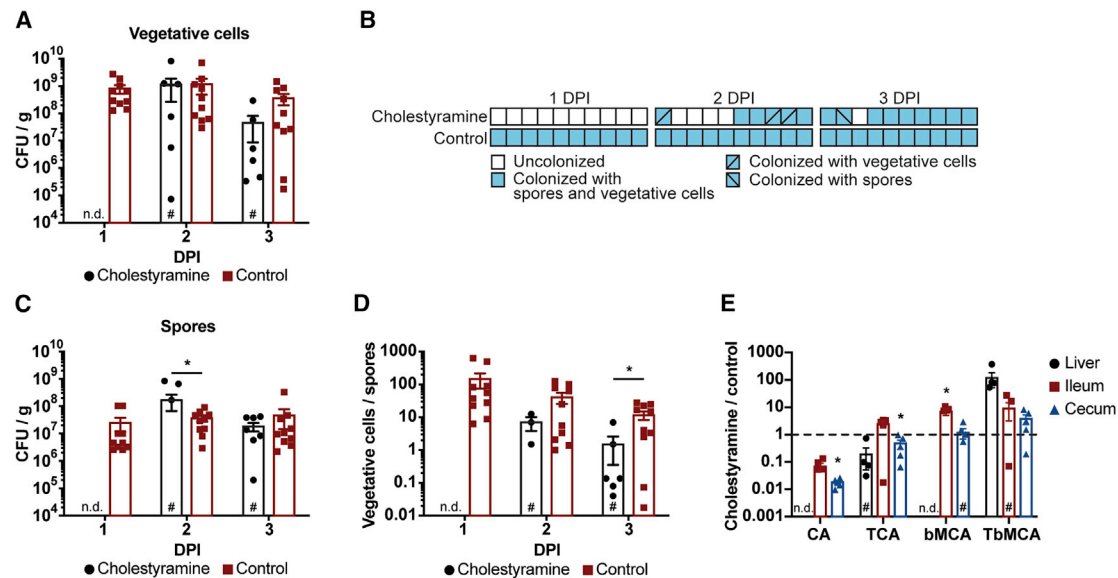 A
Vegetative cells
CFU / g
10^10
10^9
10^8
10^7
10^6
10^5
10^4
n.d.
#
#
1
2
3
DPI
Cholestyramine
Control
B
1 DPI
2 DPI
3 DPI
Cholestyramine
Control
Uncolonized
Colonized with
spores and vegetative cells
Colonized with vegetative cells
Colonized with spores
C
Spores
CFU / g
10^10
10^9
10^8
10^7
10^6
10^5
10^4
*
n.d.
#
#
1
2
3
DPI
Cholestyramine
Control
D
Vegetative cells / spores
1000
100
10
1
0.1
0.01
*
n.d.
#
#
1
2
3
DPI
Cholestyramine
Control
E
Cholestyramine / control
1000
100
10
1
0.1
0.01
0.001
*
*
*
n.d.
#
n.d.
#
#
CA
TCA
bMCA
TbMCA
Liver
Ileum
Cecum